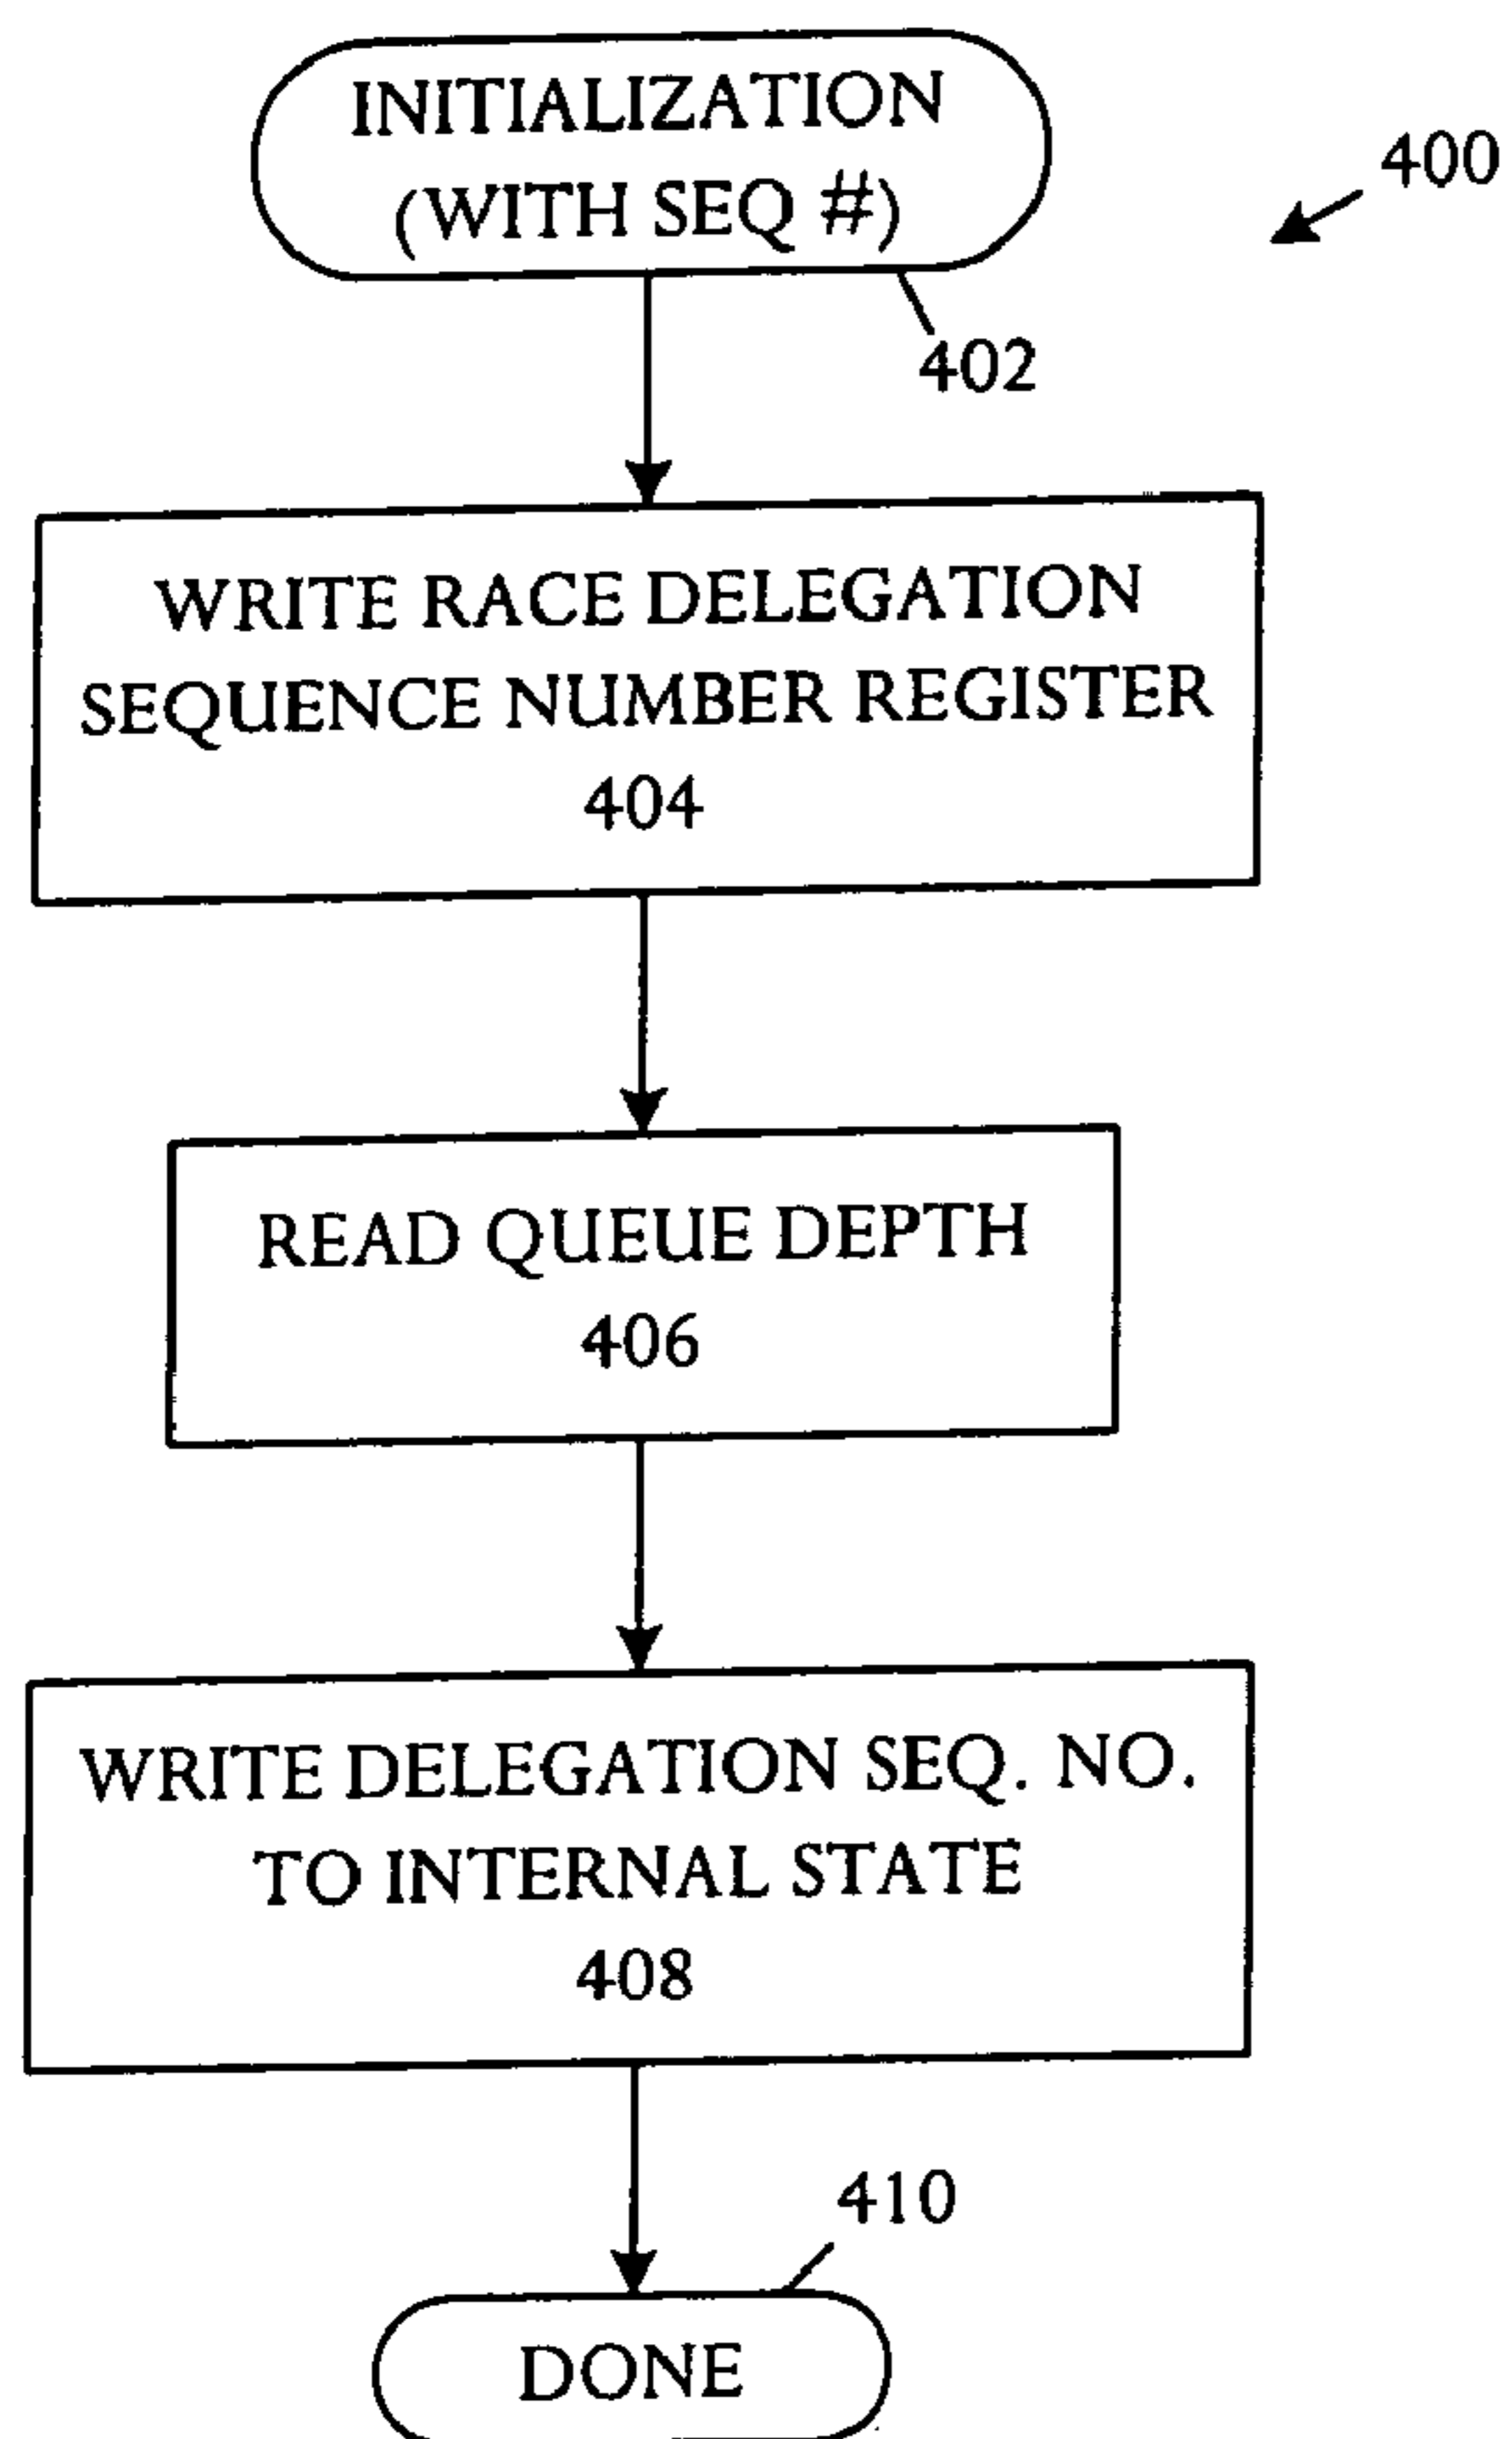 INITIALIZATION
(WITH SEQ #)
400
402
WRITE RACE DELEGATION
SEQUENCE NUMBER REGISTER
404
READ QUEUE DEPTH
406
WRITE DELEGATION SEQ. NO.
TO INTERNAL STATE
408
410
DONE